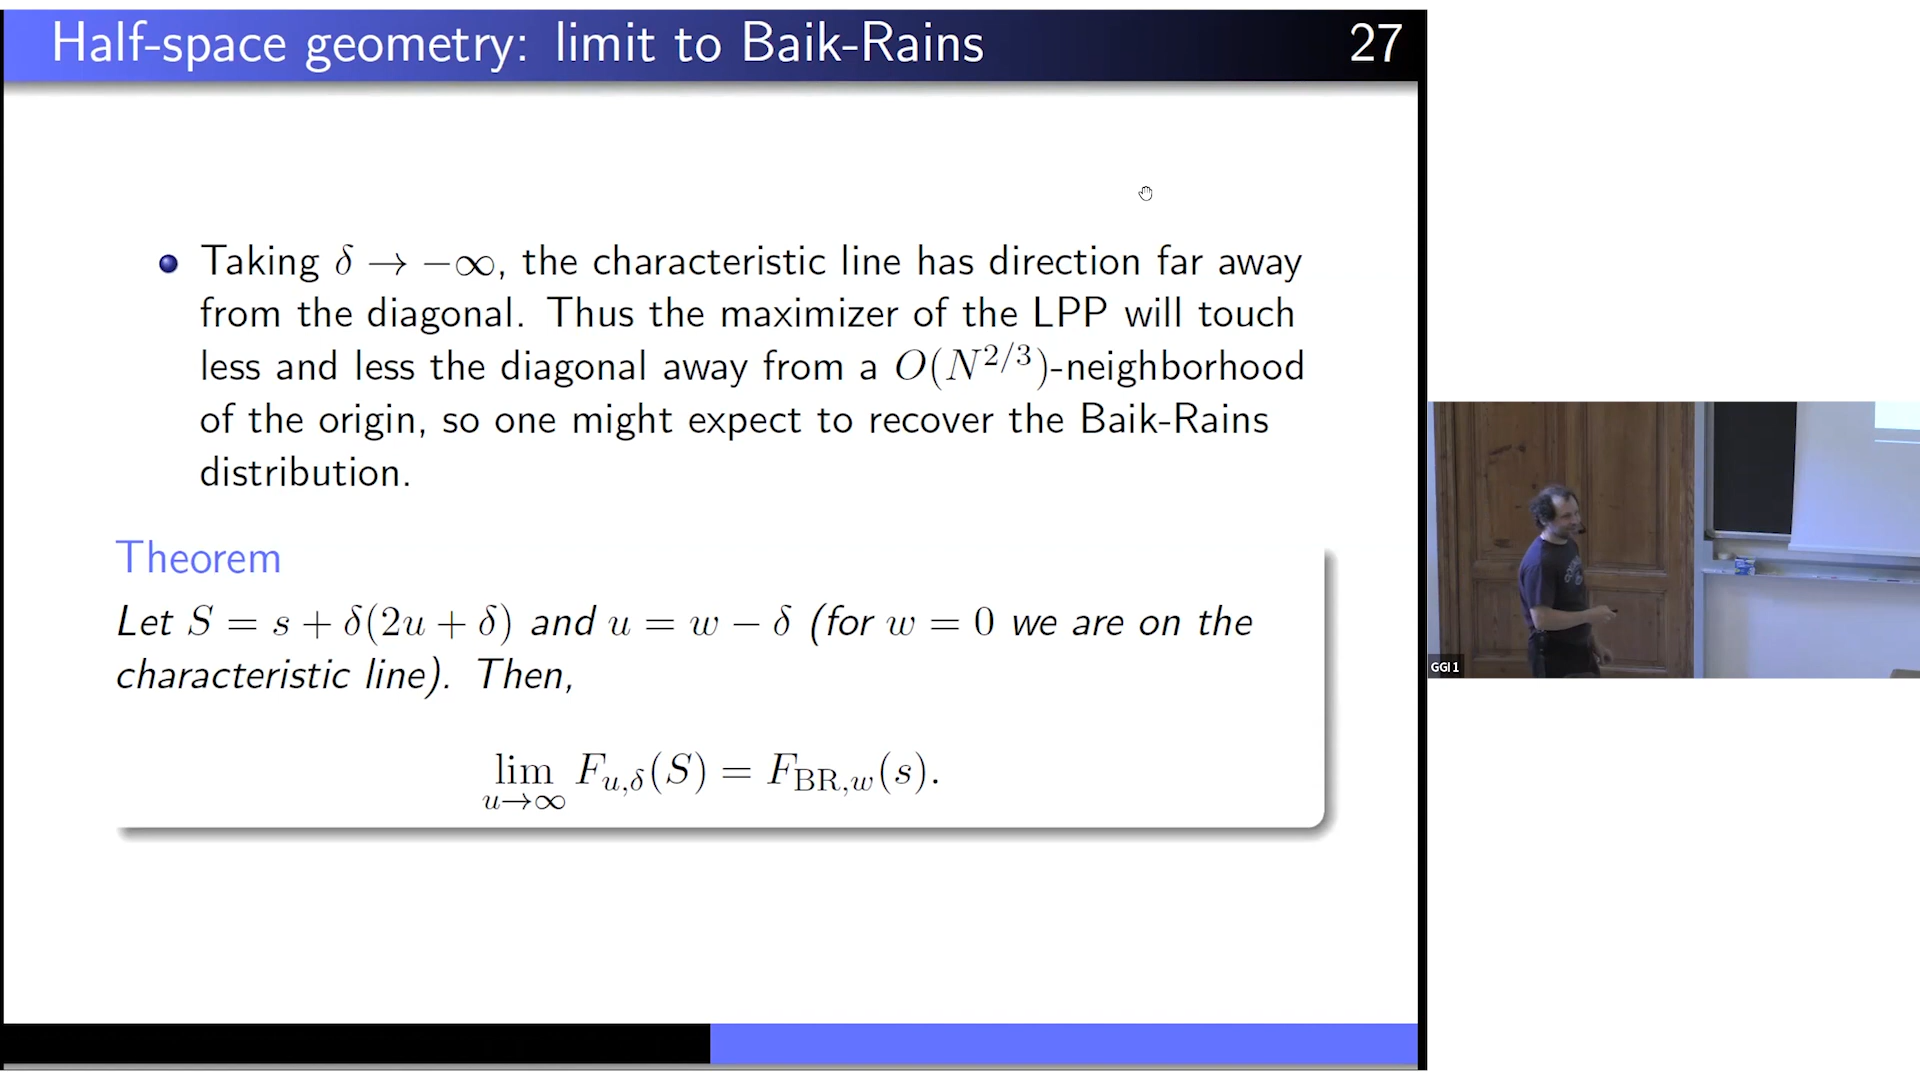 Half-space geometry: limit to Baik-Rains 27
Taking δ → −∞, the characteristic line has direction far away
from the diagonal. Thus the maximizer of the LPP will touch
less and less the diagonal away from a O(N^{2/3})-neighborhood
of the origin, so one might expect to recover the Baik-Rains
distribution.
Theorem
Let S = s + δ(2u + δ) and u = w − δ (for w = 0 we are on the
characteristic line). Then,
lim_{u→∞} F_{u,δ}(S) = F_{BR,w}(s).
GGI 1